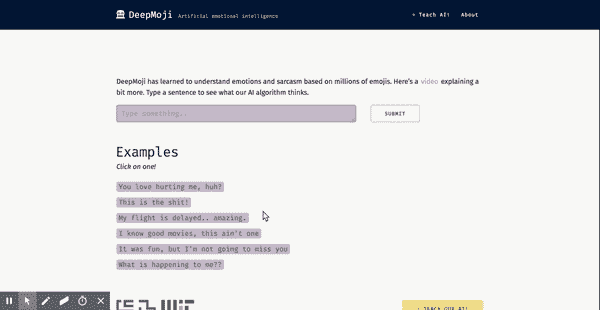 DeepMoji Artificial emotional intelligence
+ Teach AI! About
DeepMoji has learned to understand emotions and sarcasm based on millions of emojis. Here's a video explaining a
bit more. Type a sentence to see what our AI algorithm thinks.
Type something..
SUBMIT
Examples
Click on one!
You love hurting me, huh?
This is the shit!
My flight is delayed.. amazing.
I know good movies, this ain't one
It was fun, but I'm not going to miss you
What is happening to me??
+ TEACH OUR AI!